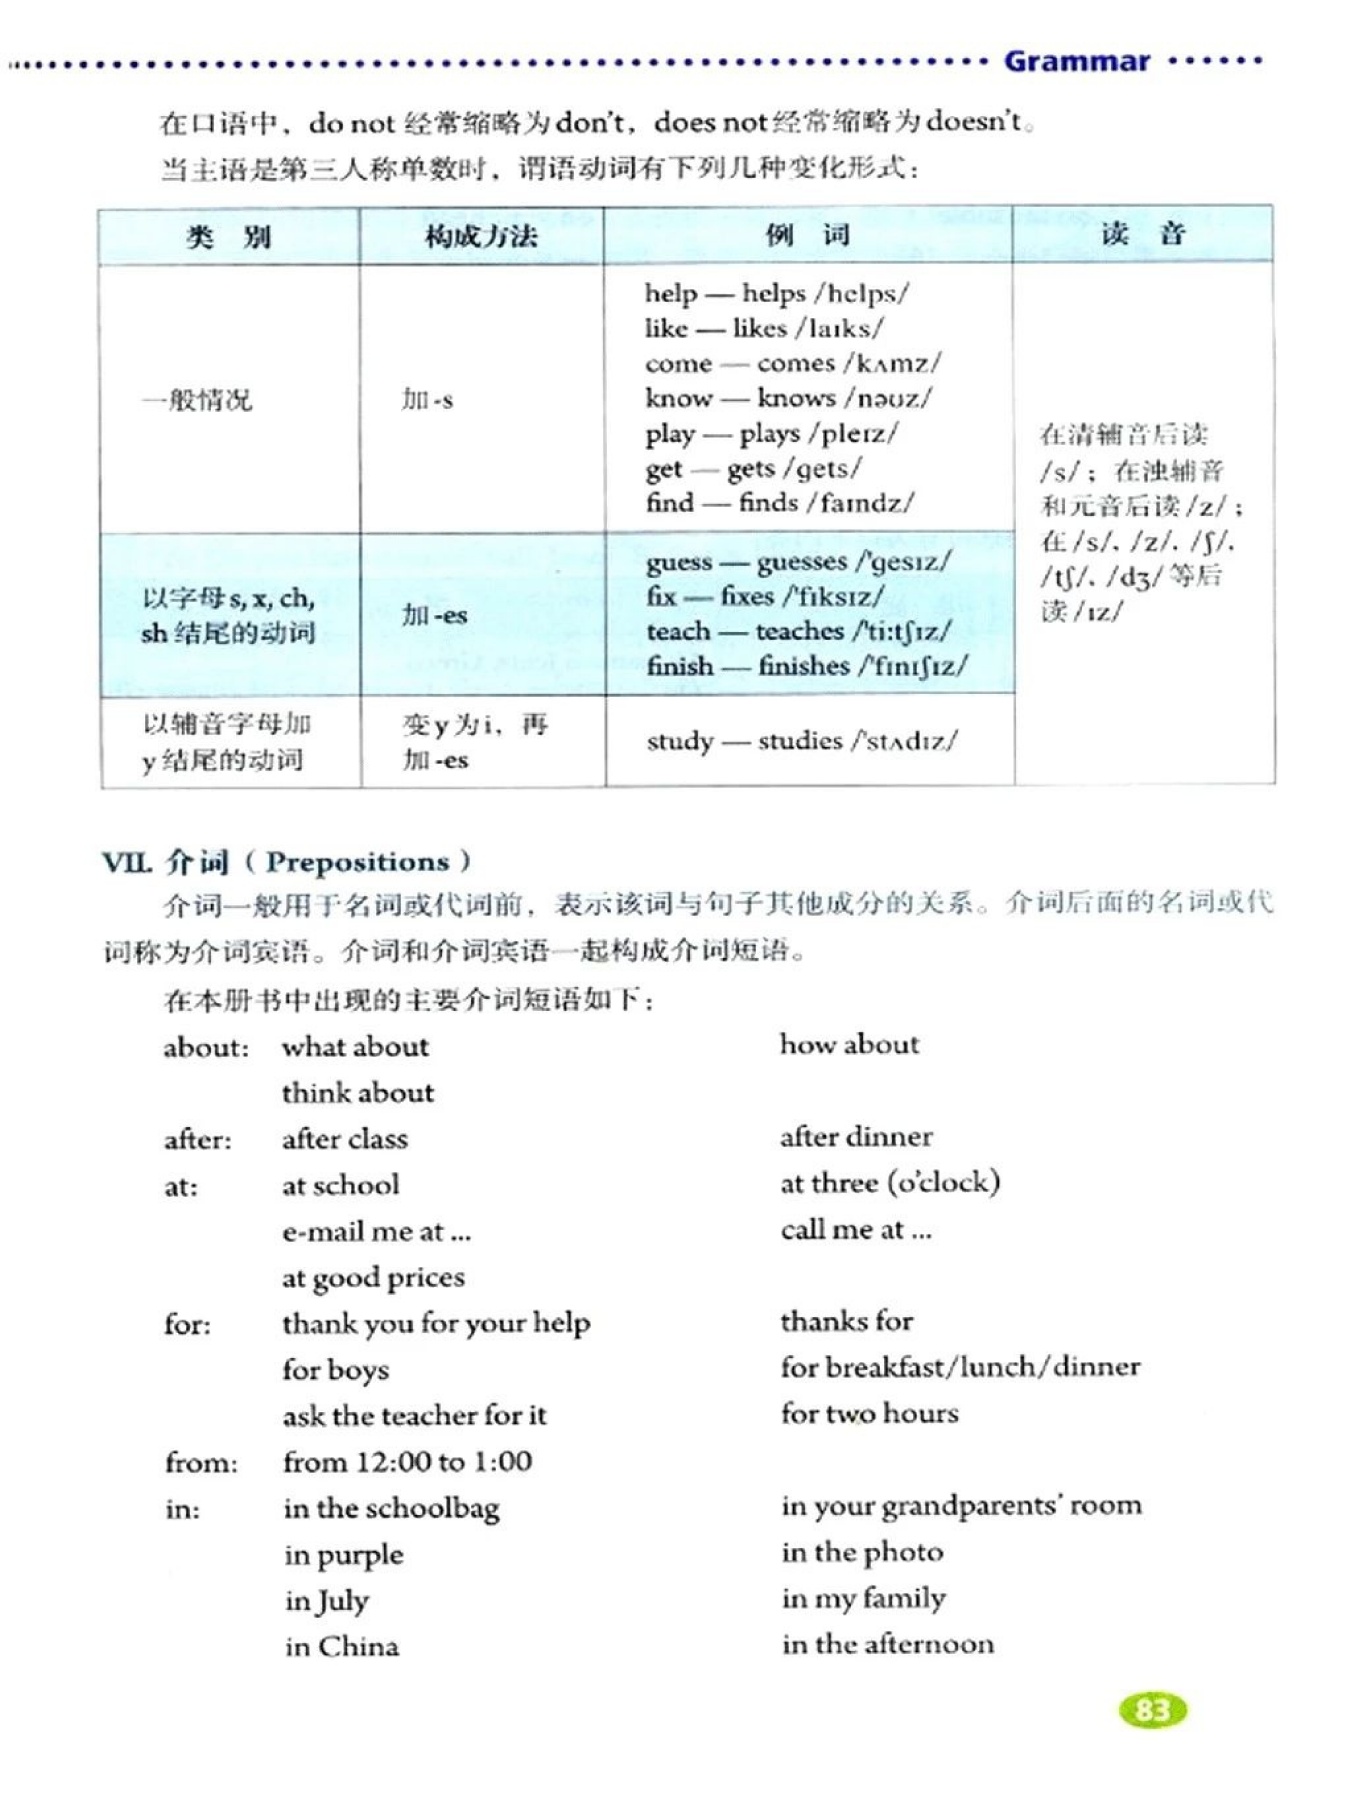 Grammar
在口语中，do not 经常缩略为 don't，does not 经常缩略为 doesn't。
当主语是第三人称单数时，谓语动词有下列几种变化形式：
类 别 构成方法 例 词 读 音
一般情况
加 -s
help — helps /helps/
like — likes /laɪks/
come — comes /kʌmz/
know — knows /nəʊz/
play — plays /pleɪz/
get — gets /gets/
find — finds /faɪndz/
在清辅音后读
/s/；在浊辅音
和元音后读/z/；
在/s/、/z/、/ʃ/、
/tʃ/、/dʒ/等后
读/ɪz/
以字母 s, x, ch,
sh 结尾的动词
加 -es
guess — guesses /'gesɪz/
fix — fixes /'fɪksɪz/
teach — teaches /'ti:tʃɪz/
finish — finishes /'fɪnɪʃɪz/
以辅音字母加
y 结尾的动词
变 y 为 i，再
加 -es
study — studies /'stʌdɪz/
VII. 介词（Prepositions）
介词一般用于名词或代词前，表示该词与句子其他成分的关系。介词后面的名词或代
词称为介词宾语。介词和介词宾语一起构成介词短语。
在本册书中出现的主要介词短语如下：
about: what about how about
think about
after: after class after dinner
at: at school at three (o'clock)
e-mail me at ... call me at ...
at good prices
for: thank you for your help thanks for
for boys for breakfast/lunch/dinner
ask the teacher for it for two hours
from: from 12:00 to 1:00
in: in the schoolbag in your grandparents' room
in purple in the photo
in July in my family
in China in the afternoon
83